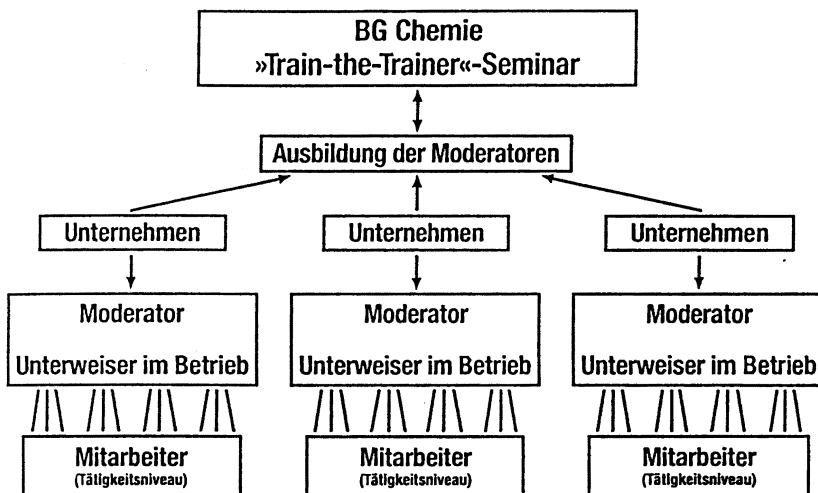 BG Chemie
»Train-the-Trainer«-Seminar
Ausbildung der Moderatoren
Unternehmen
Unternehmen
Unternehmen
Moderator
Unterweiser im Betrieb
Moderator
Unterweiser im Betrieb
Moderator
Unterweiser im Betrieb
Mitarbeiter
(Tätigkeitsniveau)
Mitarbeiter
(Tätigkeitsniveau)
Mitarbeiter
(Tätigkeitsniveau)